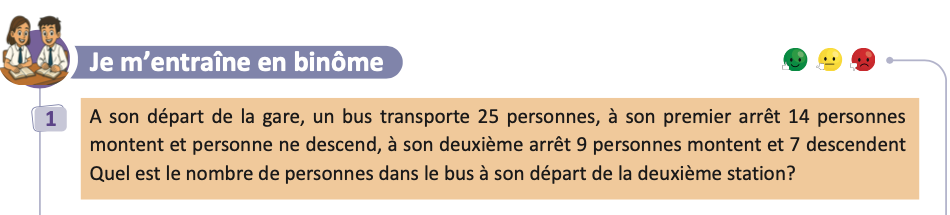 Je m’entraîne en binôme
1
A son départ de la gare, un bus transporte 25 personnes, à son premier arrêt 14 personnes
montent et personne ne descend, à son deuxième arrêt 9 personnes montent et 7 descendent
Quel est le nombre de personnes dans le bus à son départ de la deuxième station?